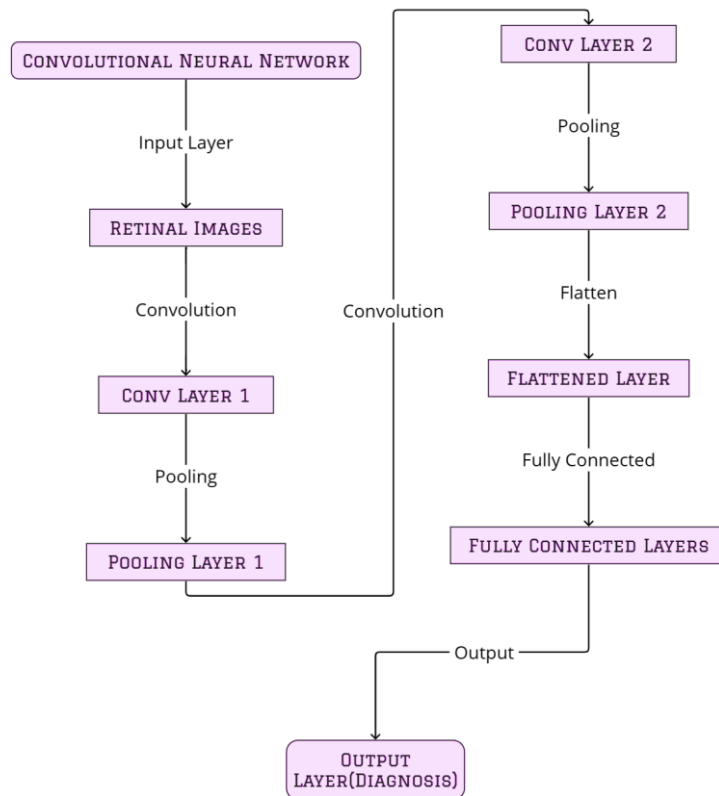 Convolutional Neural Network
Input Layer
Retinal Images
Convolution
Conv Layer 1
Pooling
Pooling Layer 1
Convolution
Conv Layer 2
Pooling
Pooling Layer 2
Flatten
Flattened Layer
Fully Connected
Fully Connected Layers
Output
Output
Layer(Diagnosis)